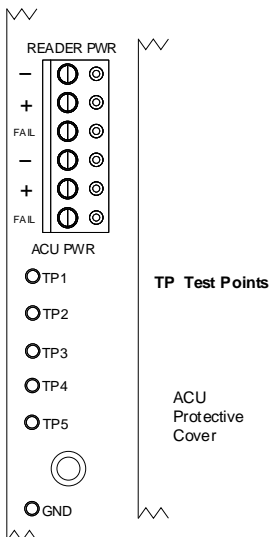 READER PWR
−
+
FAIL
−
+
FAIL
ACU PWR
TP1
TP Test Points
TP2
TP3
TP4
ACU
Protective
Cover
TP5
GND